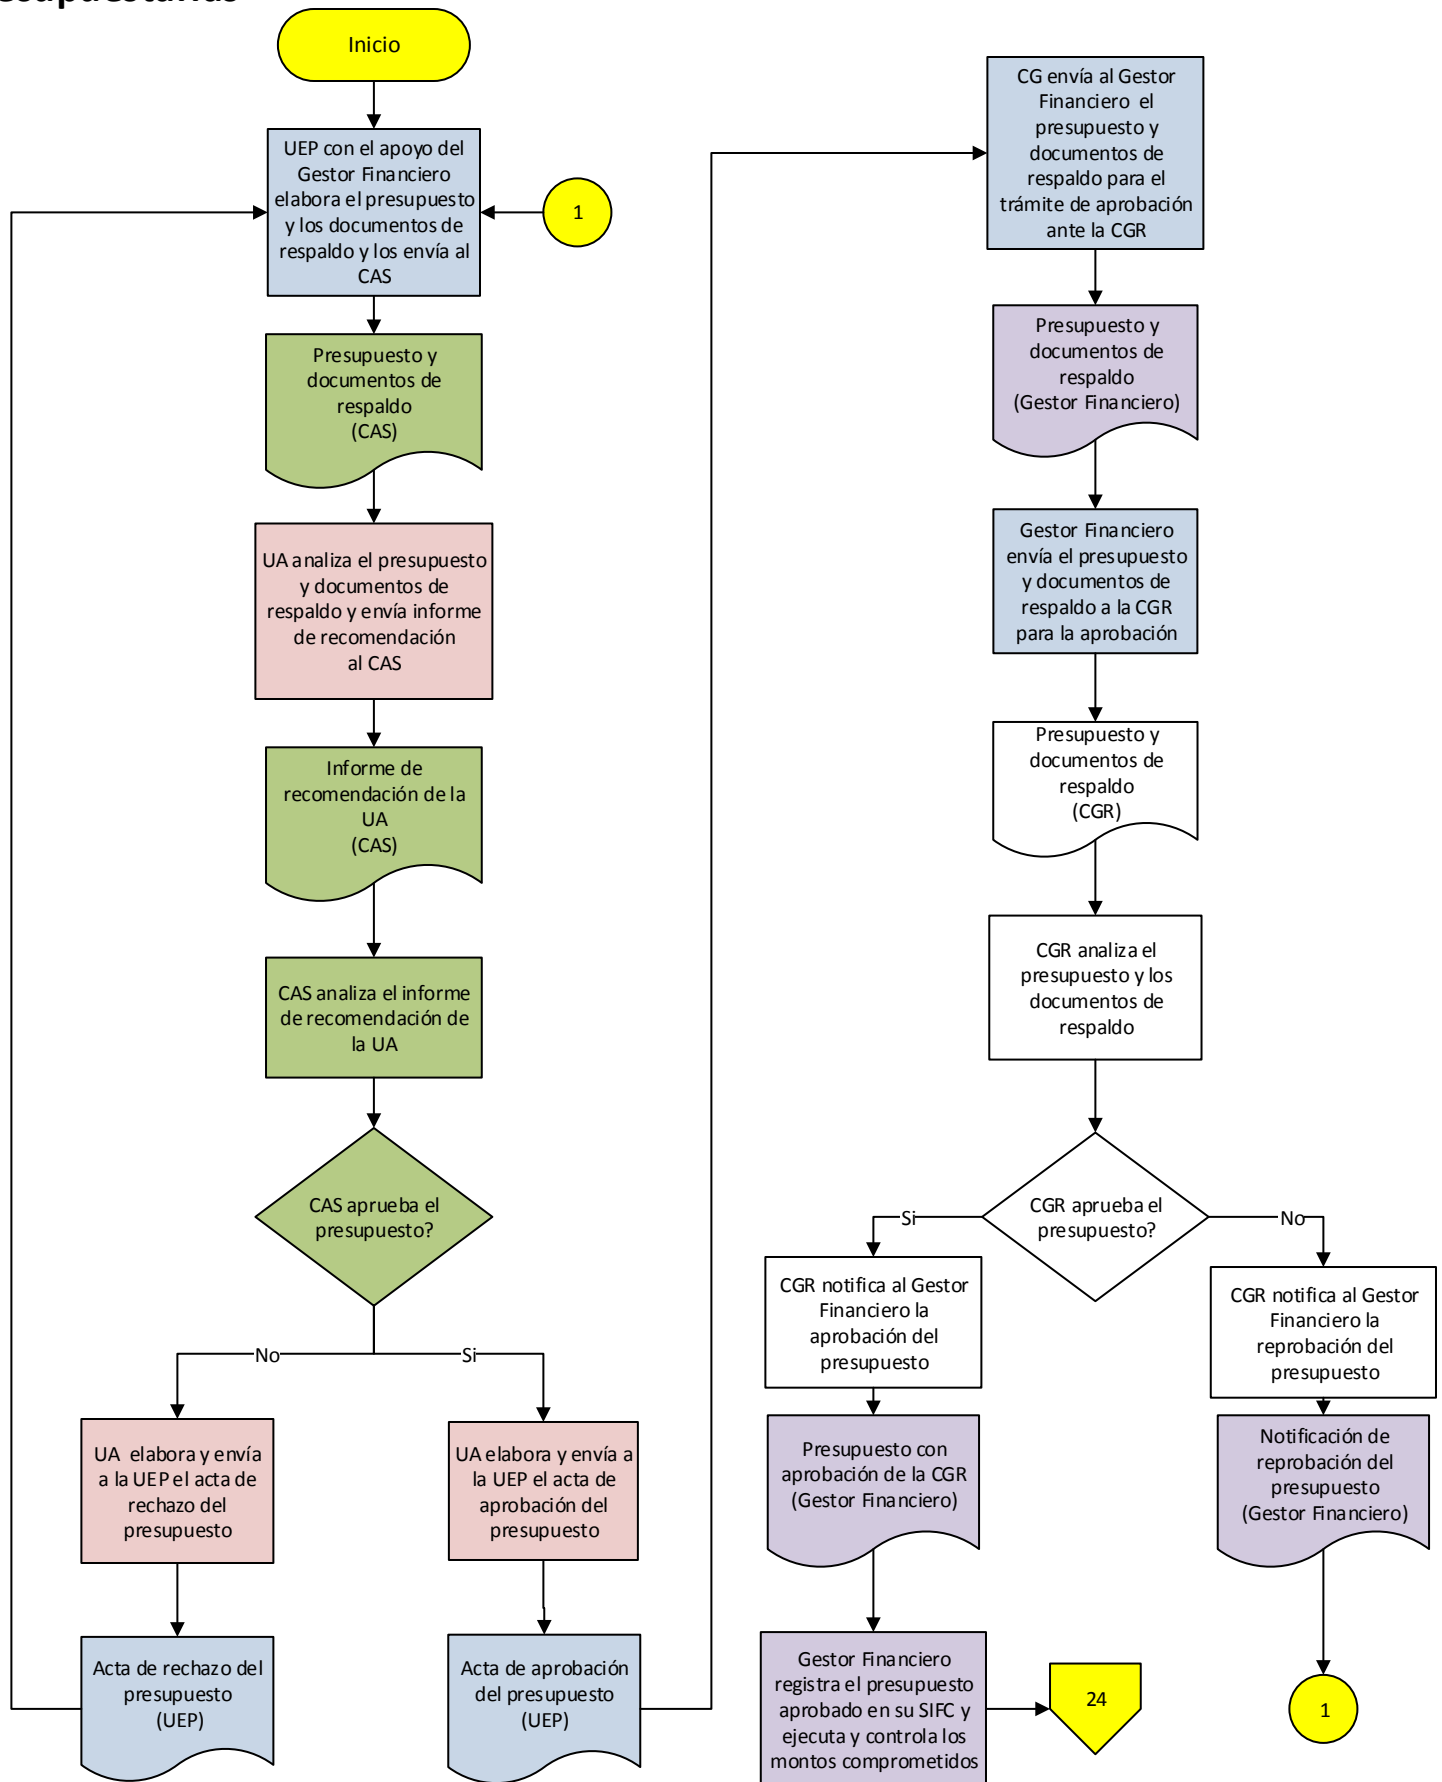 Inicio
UEP con el apoyo del
Gestor Financiero
elabora el presupuesto
y los documentos de
respaldo y los envía al
CAS
1
Presupuesto y
documentos de
respaldo
(CAS)
UA analiza el presupuesto
y documentos de
respaldo y envía informe
de recomendación
al CAS
Informe de
recomendación de la
UA
(CAS)
CAS analiza el informe
de recomendación de
la UA
CAS aprueba el
presupuesto?
No
Si
UA elabora y envía
a la UEP el acta de
rechazo del
presupuesto
UA elabora y envía a
la UEP el acta de
aprobación del
presupuesto
Acta de rechazo del
presupuesto
(UEP)
Acta de aprobación
del presupuesto
(UEP)
CG envía al Gestor
Financiero el
presupuesto y
documentos de
respaldo para el
trámite de aprobación
ante la CGR
Presupuesto y
documentos de
respaldo
(Gestor Financiero)
Gestor Financiero
envía el presupuesto
y documentos de
respaldo a la CGR
para la aprobación
Presupuesto y
documentos de
respaldo
(CGR)
CGR analiza el
presupuesto y los
documentos de
respaldo
CGR aprueba el
presupuesto?
Si
No
CGR notifica al Gestor
Financiero la
aprobación del
presupuesto
CGR notifica al Gestor
Financiero la
reprobación del
presupuesto
Presupuesto con
aprobación de la CGR
(Gestor Financiero)
Notificación de
reprobación del
presupuesto
(Gestor Financiero)
Gestor Financiero
registra el presupuesto
aprobado en su SIFC y
ejecuta y controla los
montos comprometidos
24
1